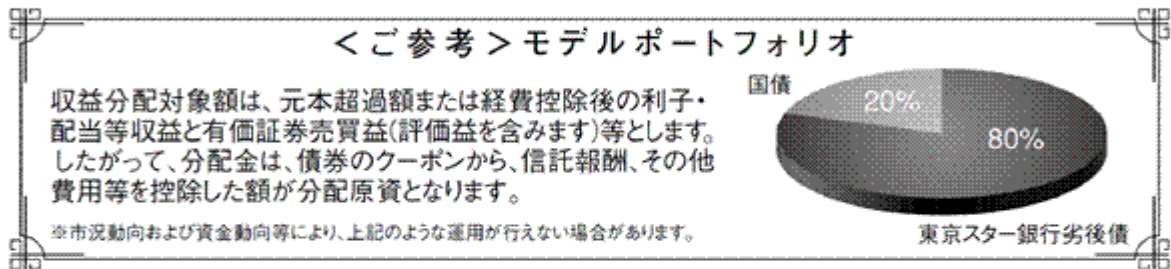 ＜ご参考＞モデルポートフォリオ
収益分配対象額は、元本超過額または経費控除後の利子・
配当等収益と有価証券売買益(評価益を含みます)等とします。
したがって、分配金は、債券のクーポンから、信託報酬、その他
費用等を控除した額が分配原資となります。
※市況動向および資金動向等により、上記のような運用が行えない場合があります。
国債
20%
80%
東京スター銀行劣後債